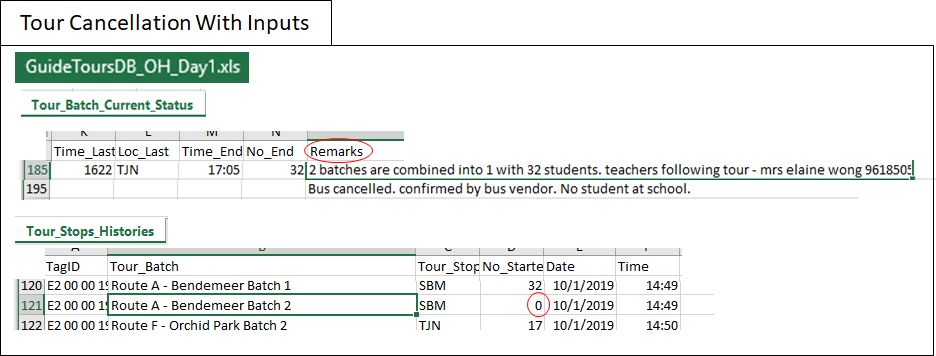 Tour Cancellation With Inputs
GuideToursDB_OH_Day1.xls
Tour_Batch_Current_Status
K L M N
Time_Last Loc_Last Time_End No_End Remarks
185 1622 TJN 17:05 32 2 batches are combined into 1 with 32 students. teachers following tour - mrs elaine wong 9618505
195 Bus cancelled. confirmed by bus vendor. No student at school.
Tour_Stops_Histories
TagID Tour_Batch Tour_Stop No_Starte Date Time
120 E2 00 00 19 Route A - Bendemeer Batch 1 SBM 32 10/1/2019 14:49
121 E2 00 00 19 Route A - Bendemeer Batch 2 SBM 0 10/1/2019 14:49
122 E2 00 00 19 Route F - Orchid Park Batch 2 TJN 17 10/1/2019 14:50